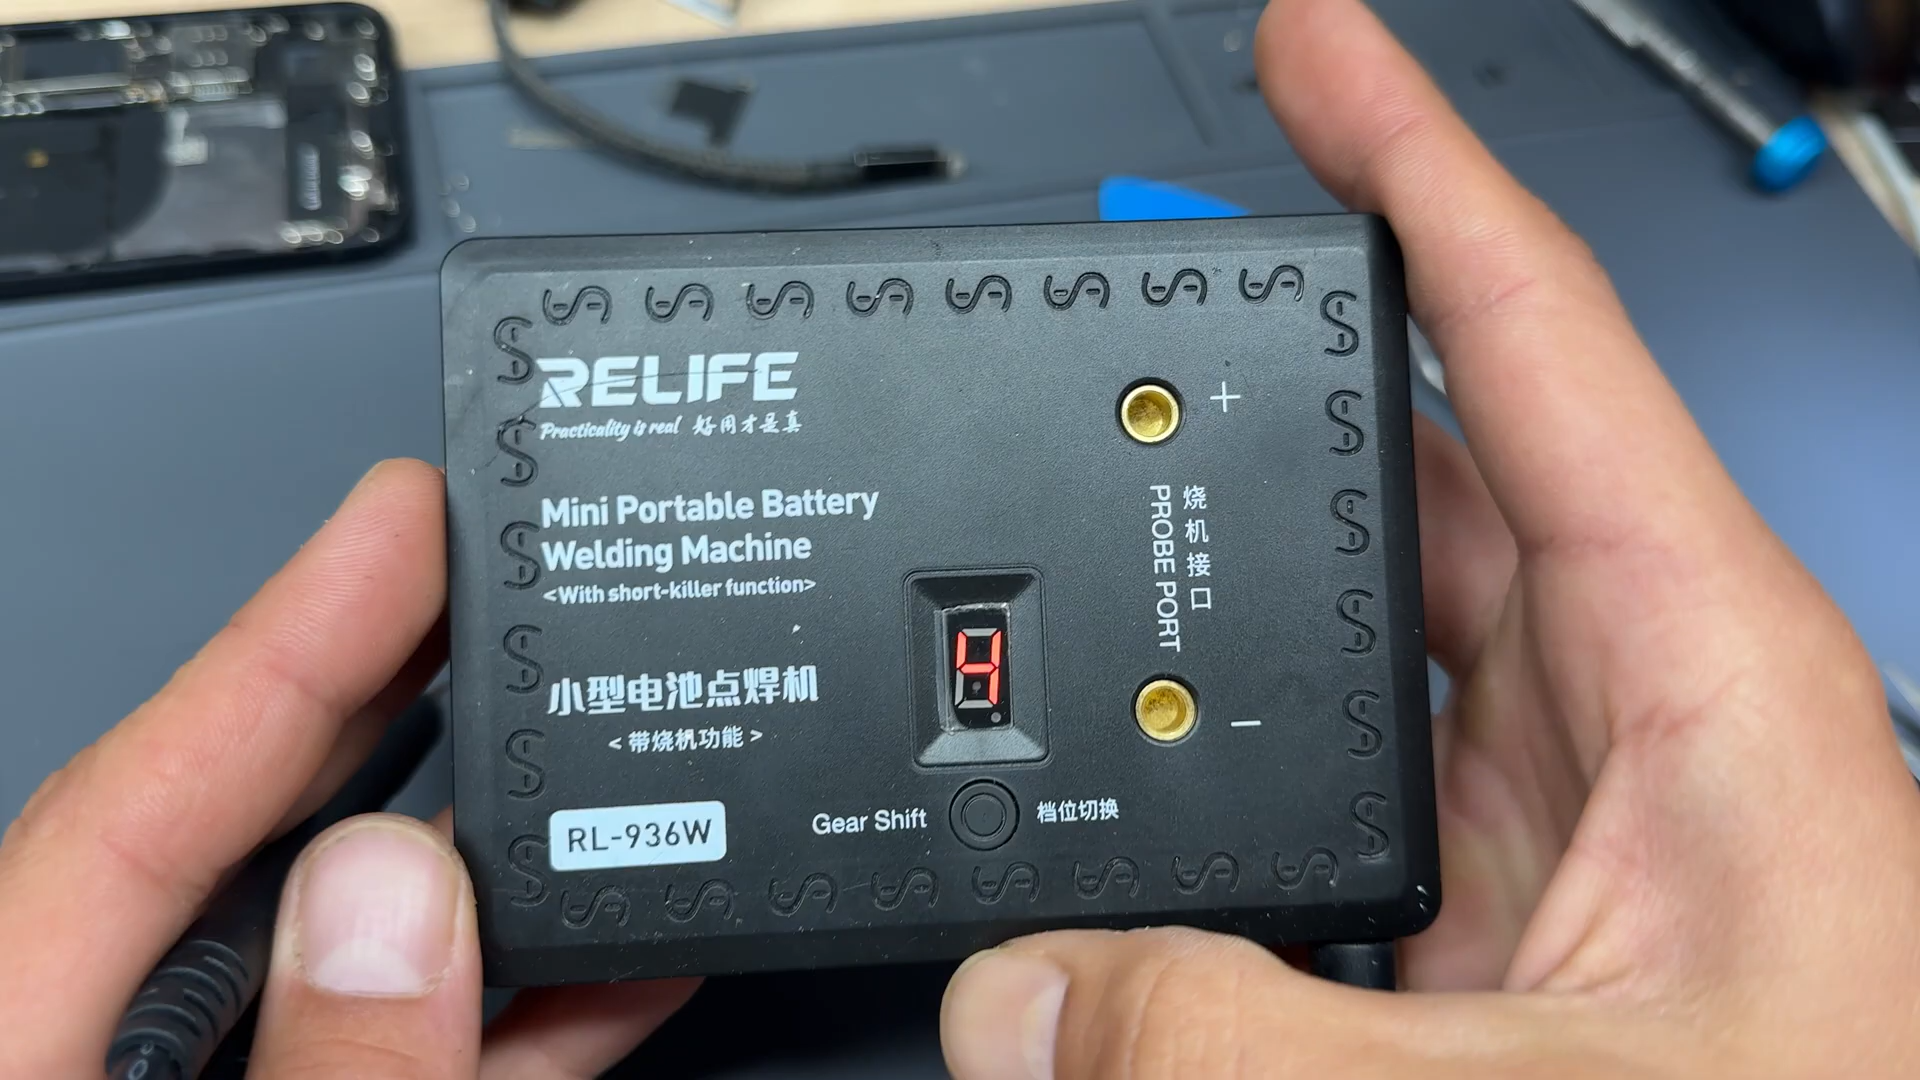 RELIFE
Practicality is real 好用才是真
Mini Portable Battery
Welding Machine
<With short-killer function>
小型电池点焊机
<带烧机功能>
RL-936W
4
Gear Shift 档位切换
+
烧机接口
PROBE PORT
−